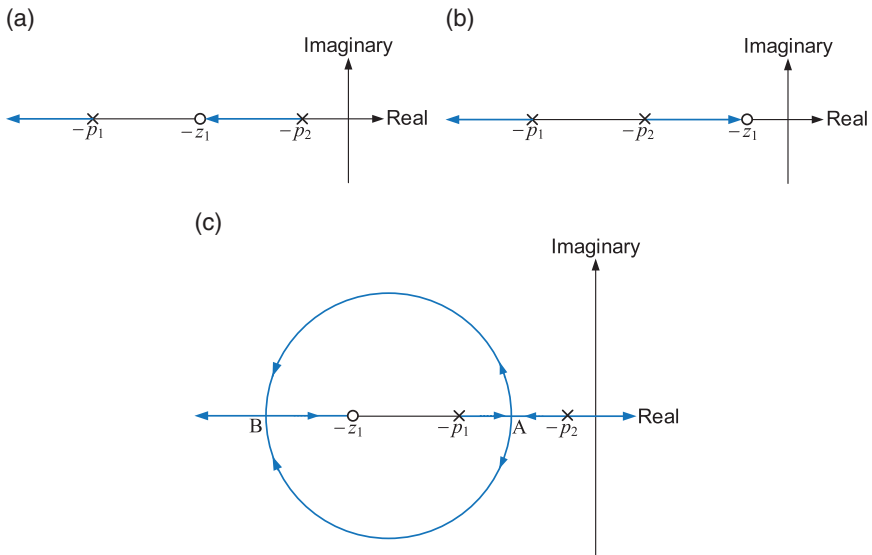 (a)
Imaginary
Real
−p₁
−z₁
−p₂
(b)
Imaginary
Real
−p₁
−p₂
−z₁
(c)
Imaginary
Real
B
−z₁
−p₁
A
−p₂